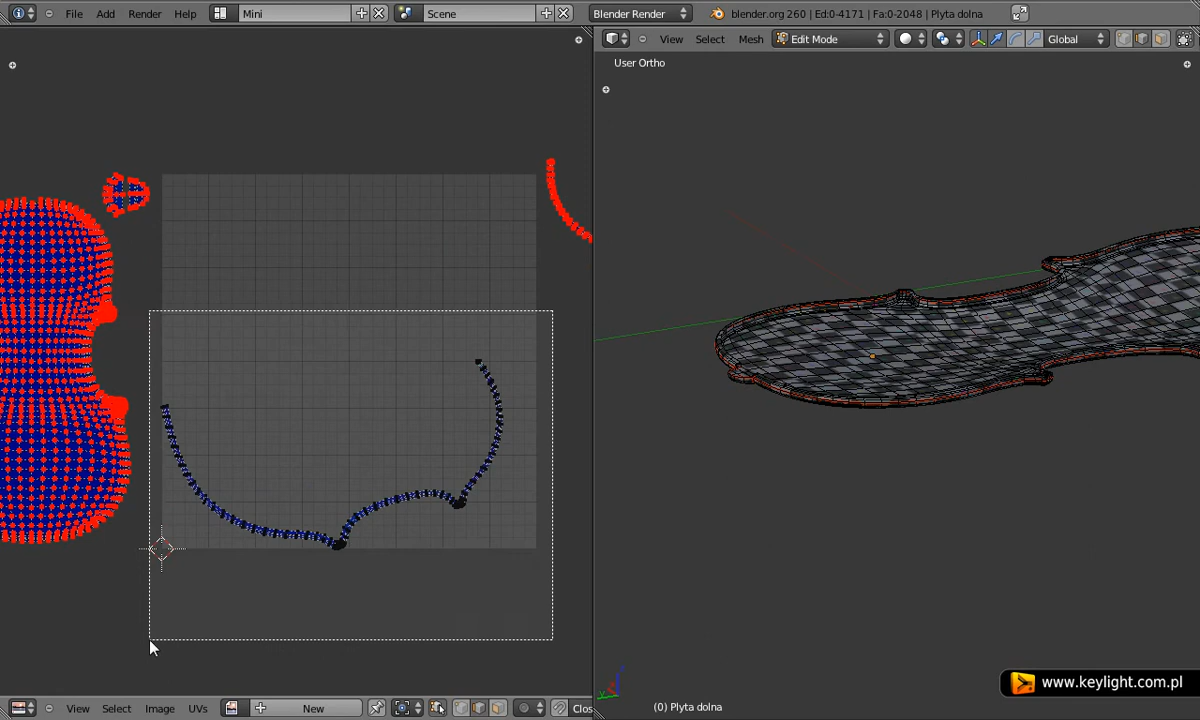 File Add Render Help Mini Scene Blender Render blender.org 260 | Ed:0-4171 | Fa:0-2048 | Plyta dolna
View Select Mesh Edit Mode Global
User Ortho
www.keylight.com.pl
(0) Plyta dolna
View Select Image UVs New Clos